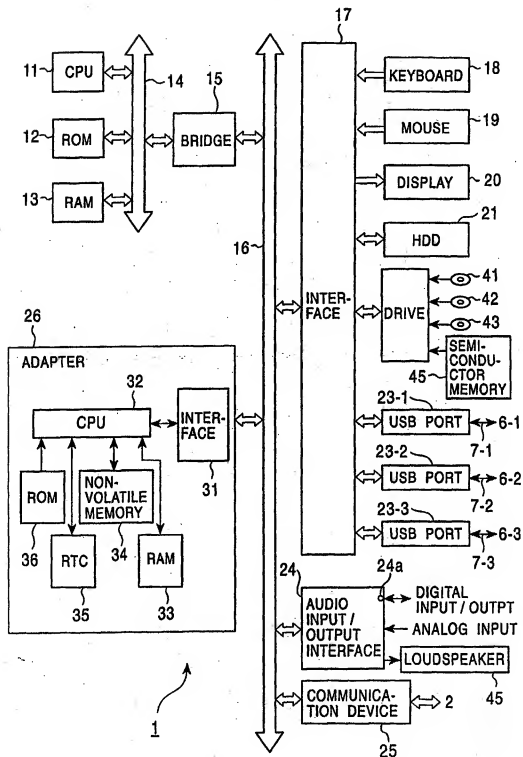 17
11
CPU
14
15
KEYBOARD
18
12
ROM
BRIDGE
MOUSE
19
13
RAM
DISPLAY
20
21
HDD
16
INTER-
FACE
DRIVE
41
42
43
SEMI-
CONDU-
CTOR
MEMORY
45
26
ADAPTER
32
CPU
INTER-
FACE
31
ROM
36
NON-
VOLATILE
MEMORY
34
RTC
35
RAM
33
23-1
USB PORT
6-1
7-1
23-2
USB PORT
6-2
7-2
23-3
USB PORT
6-3
7-3
24
24a
AUDIO
INPUT /
OUTPUT
INTERFACE
DIGITAL
INPUT / OUTPT
ANALOG INPUT
LOUDSPEAKER
45
COMMUNICA-
TION DEVICE
2
25
1